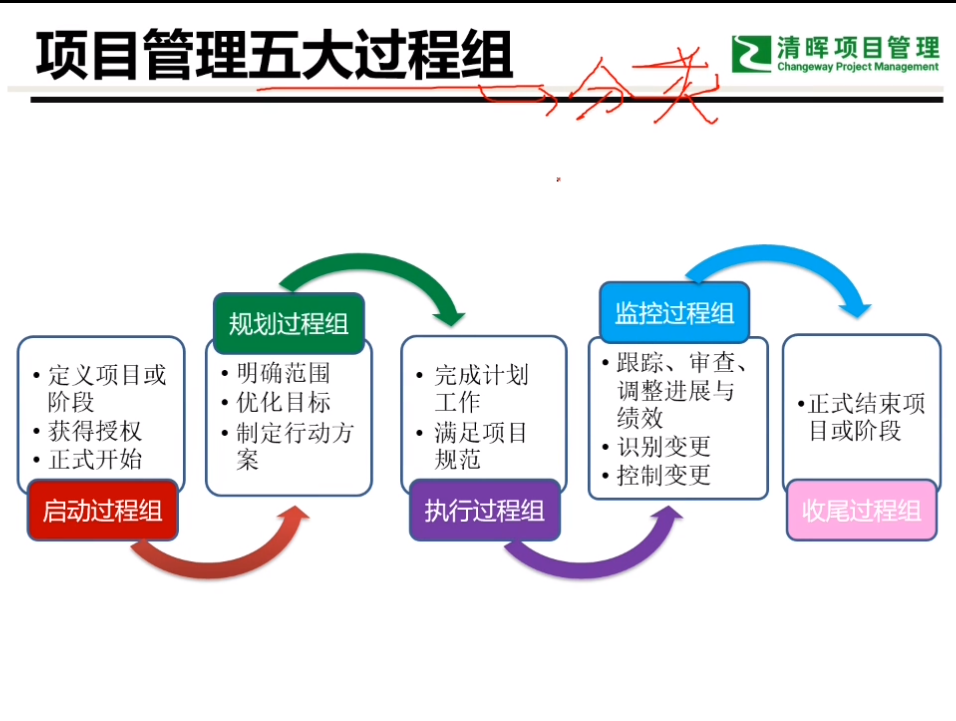 项目管理五大过程组
清晖项目管理
Changeway Project Management
分类
• 定义项目或
阶段
• 获得授权
• 正式开始
启动过程组
规划过程组
• 明确范围
• 优化目标
• 制定行动方
案
• 完成计划
工作
• 满足项目
规范
执行过程组
监控过程组
• 跟踪、审查、
调整进展与
绩效
• 识别变更
• 控制变更
•正式结束项
目或阶段
收尾过程组